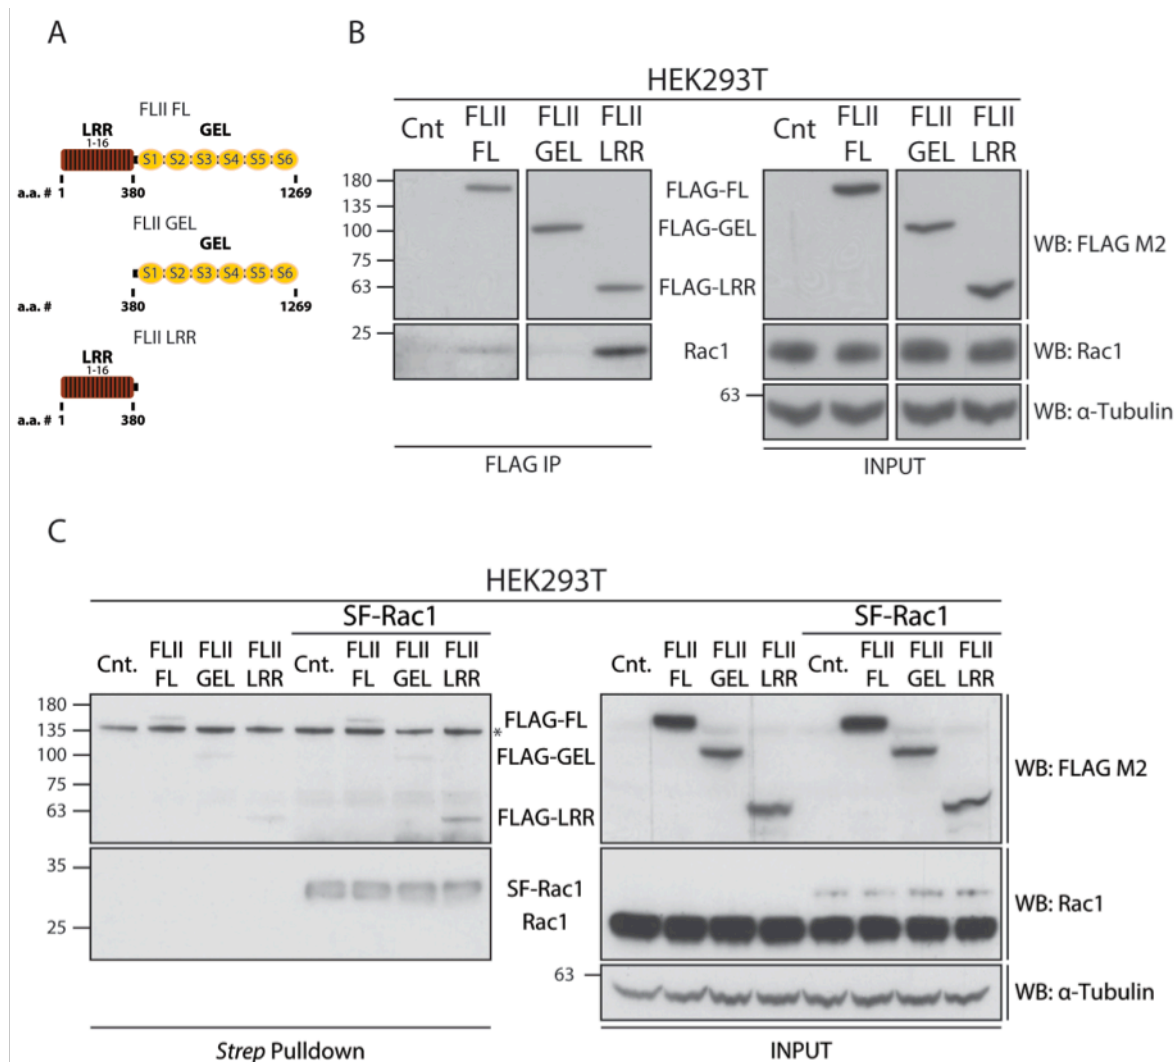 A
FLII FL
LRR GEL
1-16
S1 S2 S3 S4 S5 S6
a.a. # 1 380 1269
FLII GEL
GEL
S1 S2 S3 S4 S5 S6
a.a. # 380 1269
FLII LRR
LRR
1-16
a.a. # 1 380
B
HEK293T
Cnt FLII FL FLII GEL FLII LRR Cnt FLII FL FLII GEL FLII LRR
180
135
100
75
63
25
FLAG-FL
FLAG-GEL
FLAG-LRR
Rac1
63
WB: FLAG M2
WB: Rac1
WB: α-Tubulin
FLAG IP
INPUT
C
HEK293T
SF-Rac1 SF-Rac1
Cnt. FLII FL FLII GEL FLII LRR Cnt. FLII FL FLII GEL FLII LRR
Cnt. FLII FL FLII GEL FLII LRR Cnt. FLII FL FLII GEL FLII LRR
180
135
100
75
63
35
25
FLAG-FL
*
FLAG-GEL
FLAG-LRR
SF-Rac1
Rac1
63
WB: FLAG M2
WB: Rac1
WB: α-Tubulin
Strep Pulldown
INPUT